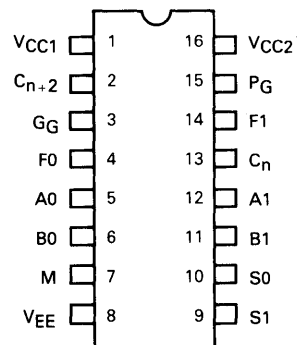 VCC1 1 16 VCC2
Cn+2 2 15 PG
GG 3 14 F1
F0 4 13 Cn
A0 5 12 A1
B0 6 11 B1
M 7 10 S0
VEE 8 9 S1